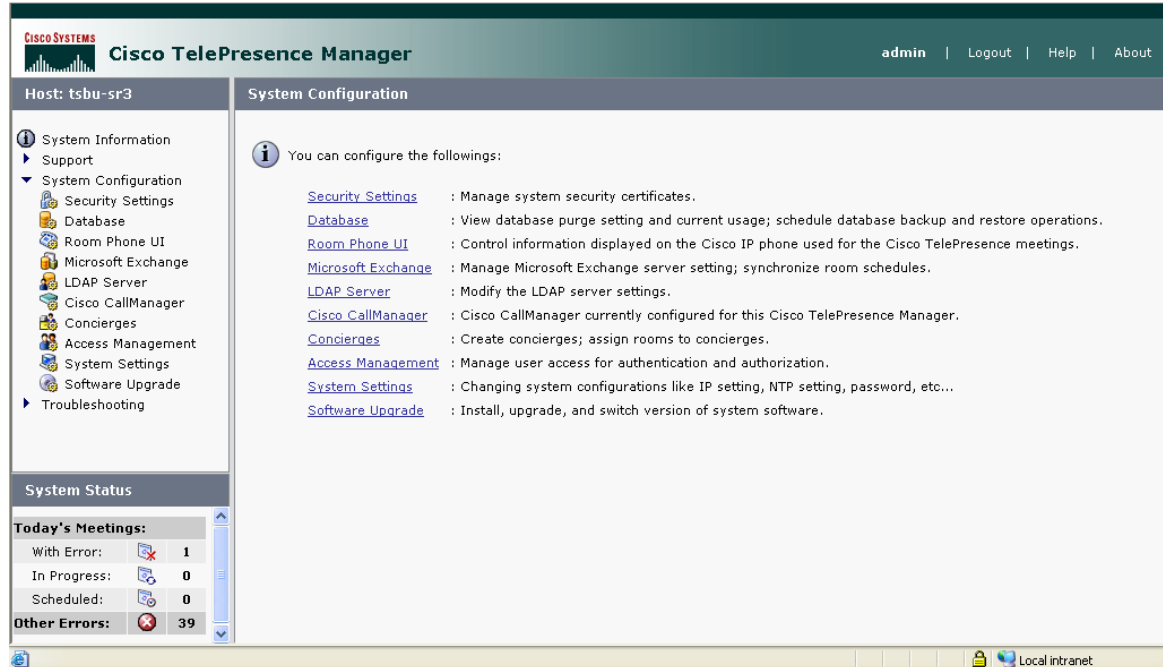 CISCO SYSTEMS
Cisco TelePresence Manager
admin | Logout | Help | About
Host: tsbu-sr3
System Information
Support
System Configuration
Security Settings
Database
Room Phone UI
Microsoft Exchange
LDAP Server
Cisco CallManager
Concierges
Access Management
System Settings
Software Upgrade
Troubleshooting
System Status
Today's Meetings:
With Error: 1
In Progress: 0
Scheduled: 0
Other Errors: 39
System Configuration
You can configure the followings:
Security Settings : Manage system security certificates.
Database : View database purge setting and current usage; schedule database backup and restore operations.
Room Phone UI : Control information displayed on the Cisco IP phone used for the Cisco TelePresence meetings.
Microsoft Exchange : Manage Microsoft Exchange server setting; synchronize room schedules.
LDAP Server : Modify the LDAP server settings.
Cisco CallManager : Cisco CallManager currently configured for this Cisco TelePresence Manager.
Concierges : Create concierges; assign rooms to concierges.
Access Management : Manage user access for authentication and authorization.
System Settings : Changing system configurations like IP setting, NTP setting, password, etc...
Software Upgrade : Install, upgrade, and switch version of system software.
Local intranet